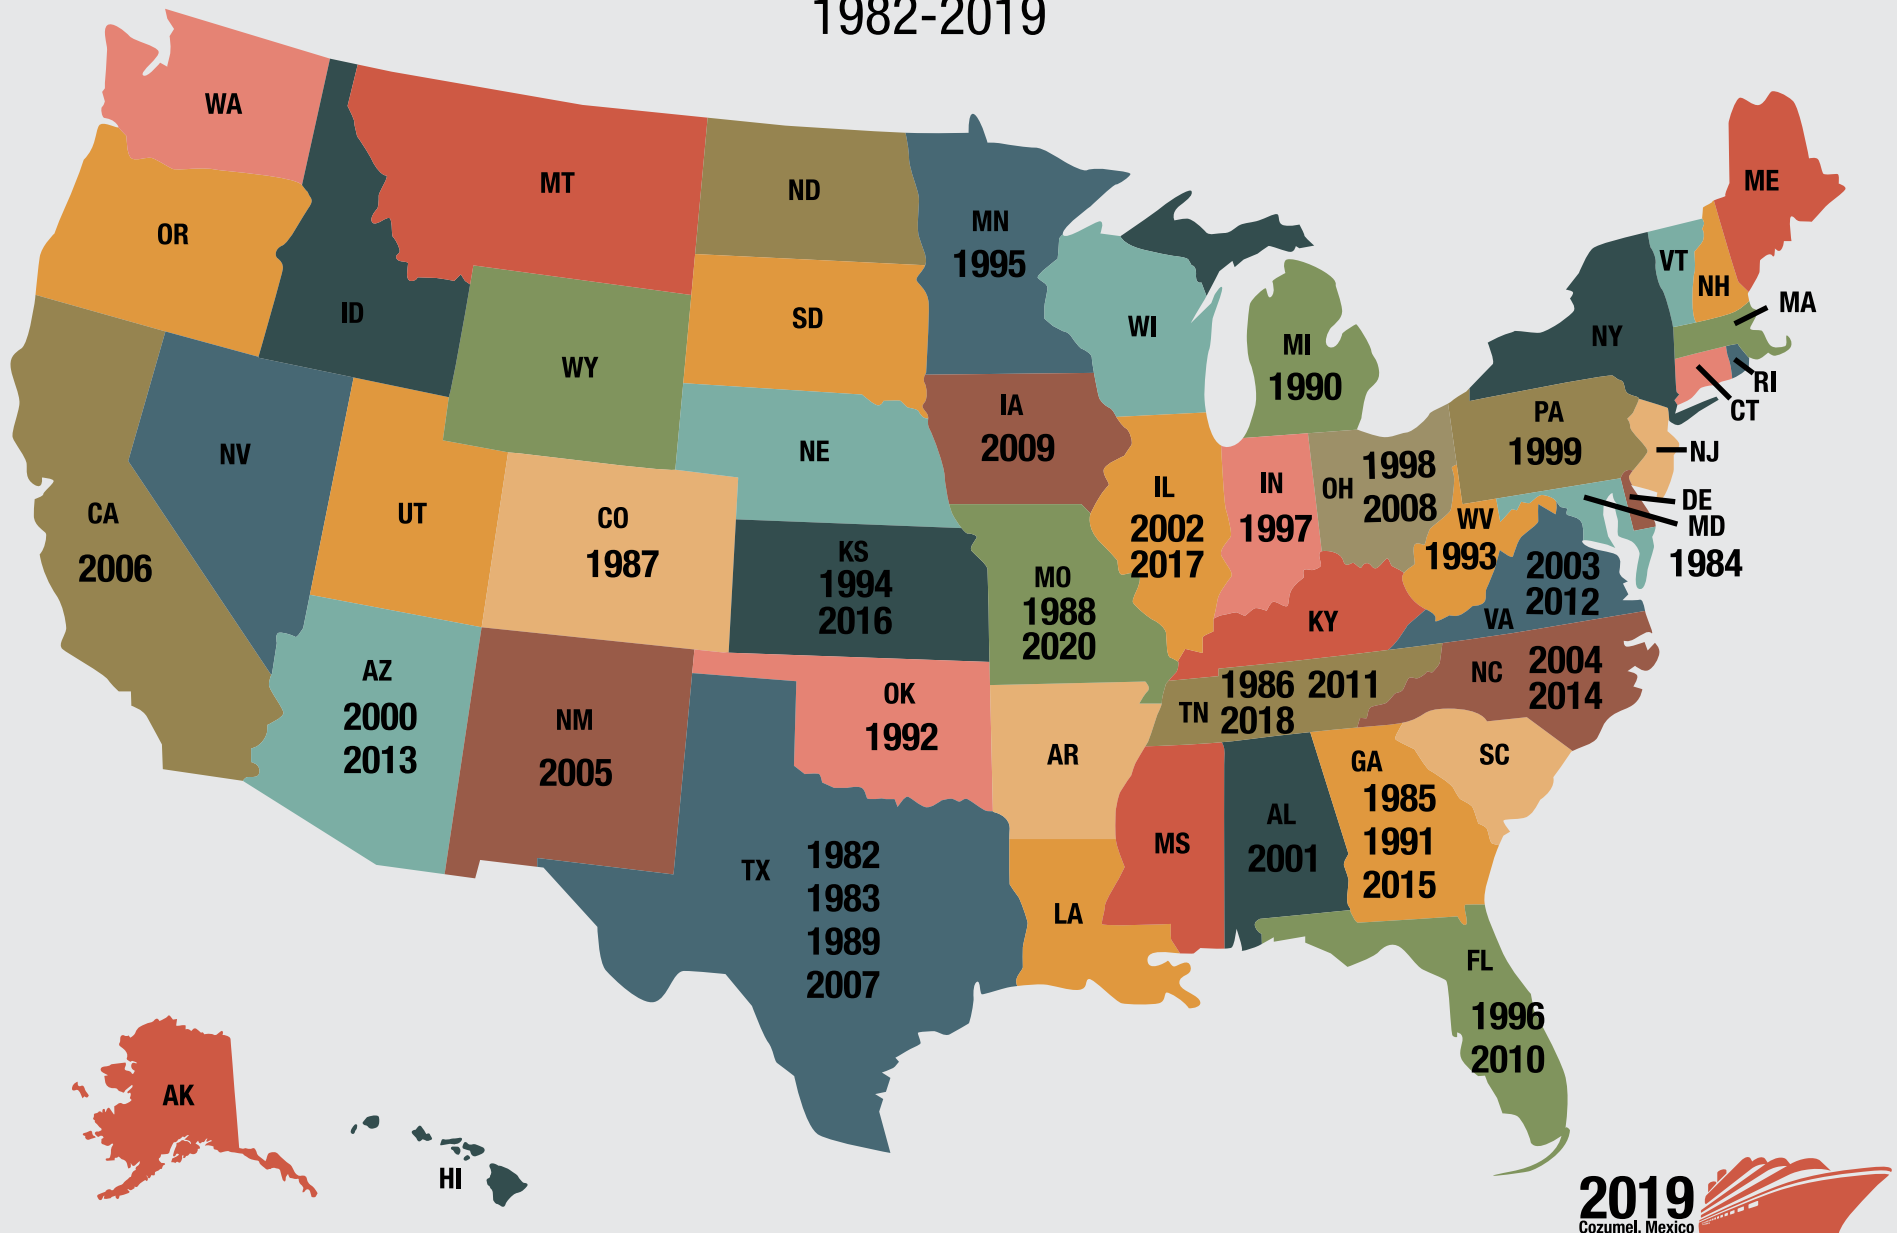 1982-2019
WA
MT
ND
OR
MN
1995
ID
SD
WI
WY
MI
1990
ME
VT
NH
MA
NY
RI
CT
IA
2009
PA
1999
NJ
NV
NE
CA
2006
UT
CO
1987
KS
1994
2016
MO
1988
2020
IL
2002
2017
IN
1997
OH
1998
2008
WV
1993
DE
MD
1984
2003
2012
VA
KY
AZ
2000
2013
NM
2005
OK
1992
AR
TN
1986 2011
2018
NC
2004
2014
SC
TX
1982
1983
1989
2007
LA
MS
AL
2001
GA
1985
1991
2015
FL
1996
2010
AK
HI
2019
Cozumel, Mexico